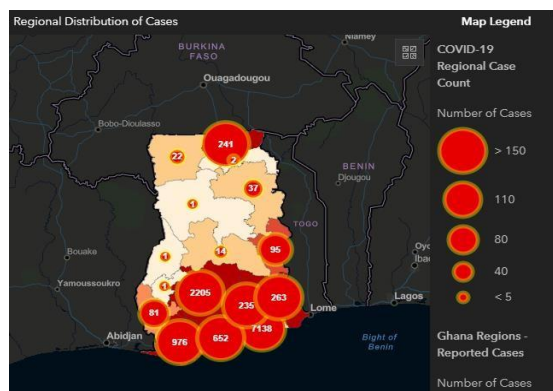 Regional Distribution of Cases
Map Legend
Niamey
BURKINA
FASO
Ouagadougou
Bobo-Dioulasso
241
22
2
37
BENIN
Djougou
1
TOGO
14
95
1
Bouake
1
Yamoussoukro
2205
235
263
81
Lome
Lagos
Abidjan
976
652
7138
Bight of
Benin
COVID-19
Regional Case
Count
Number of Cases
> 150
110
80
40
< 5
Ghana Regions -
Reported Cases
Number of Cases